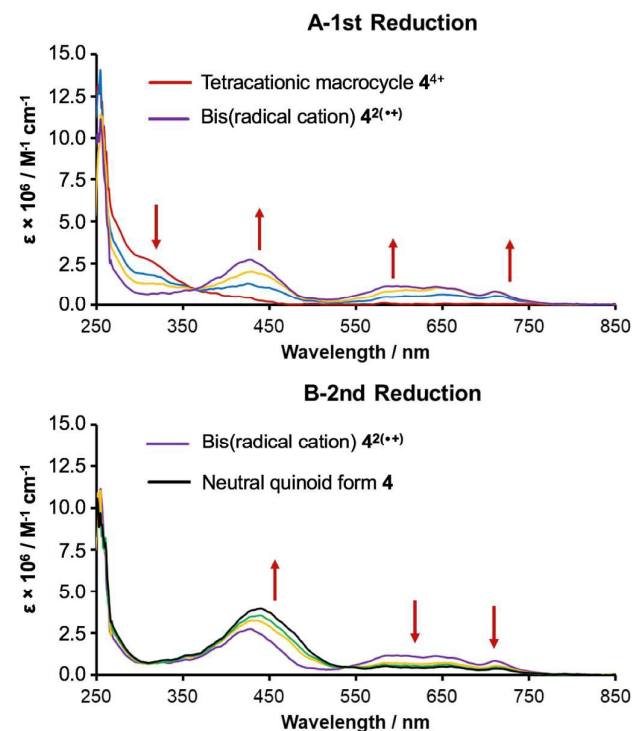 A-1st Reduction
15.0
12.5
10.0
7.5
5.0
2.5
0.0
ε × 10⁶ / M⁻¹ cm⁻¹
Tetracationic macrocycle 4⁴⁺
Bis(radical cation) 4²⁽•⁺⁾
250 350 450 550 650 750 850
Wavelength / nm
B-2nd Reduction
15.0
12.5
10.0
7.5
5.0
2.5
0.0
ε × 10⁶ / M⁻¹ cm⁻¹
Bis(radical cation) 4²⁽•⁺⁾
Neutral quinoid form 4
250 350 450 550 650 750 850
Wavelength / nm